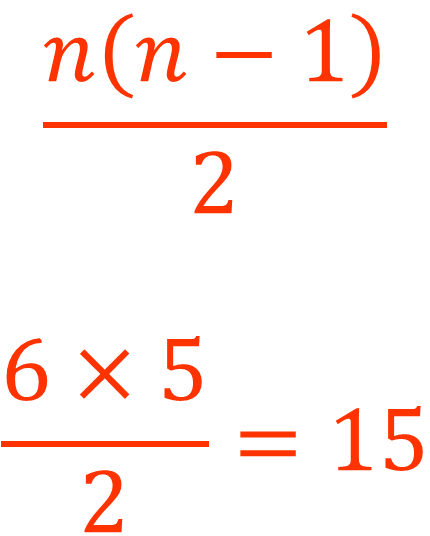 n(n − 1)
2
6 × 5
2
= 15